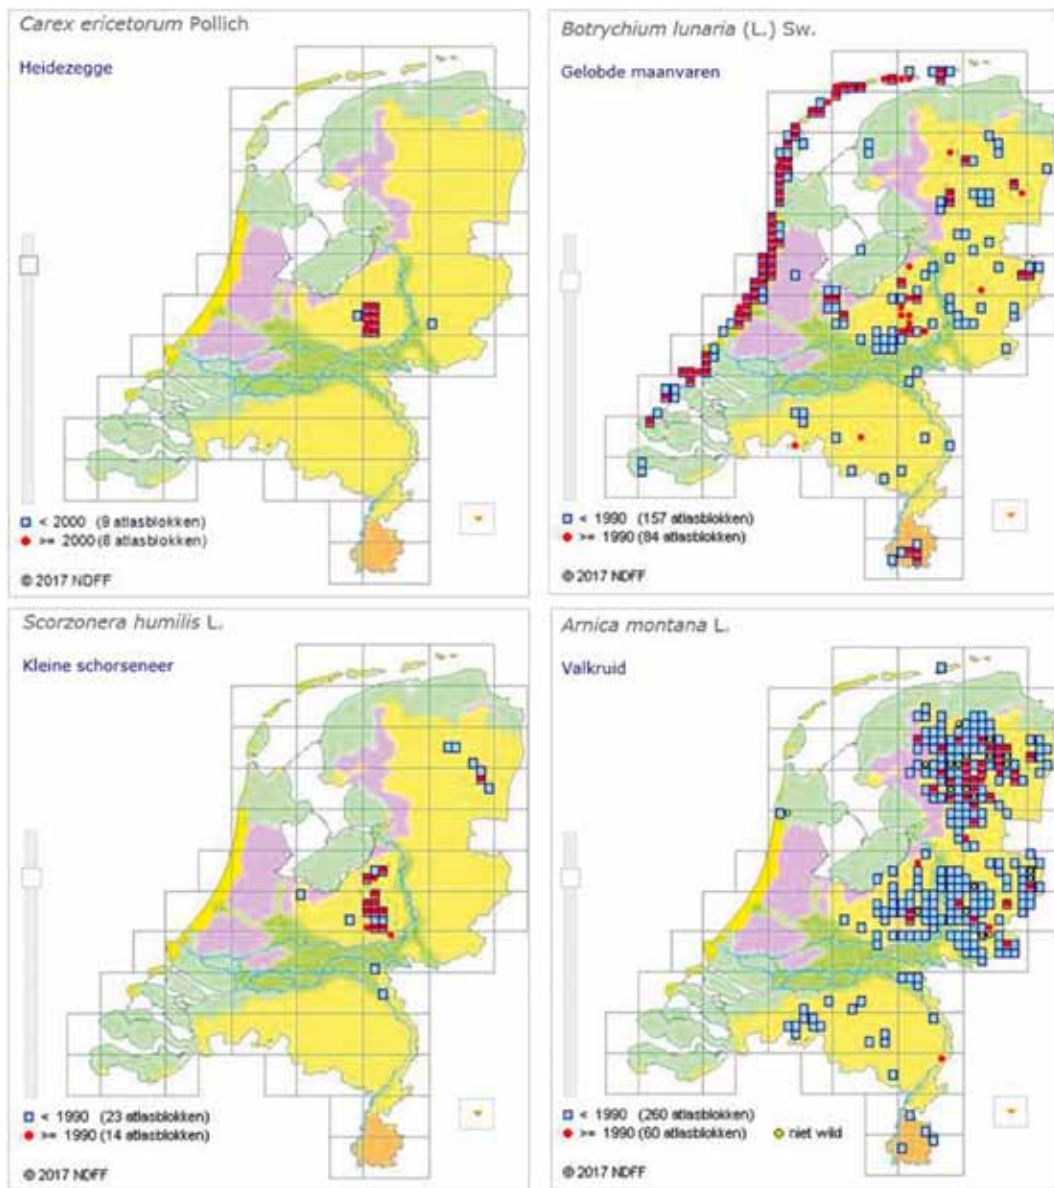 Carex ericetorum Pollich
Heidezegge
□ < 2000 (9 atlasblokken)
● >= 2000 (8 atlasblokken)
© 2017 NDFF
Botrychium lunaria (L.) Sw.
Gelobde maanvaren
□ < 1990 (157 atlasblokken)
● >= 1990 (84 atlasblokken)
© 2017 NDFF
Scorzonera humilis L.
Kleine schorseneer
□ < 1990 (23 atlasblokken)
● >= 1990 (14 atlasblokken)
© 2017 NDFF
Arnica montana L.
Valkruid
□ < 1990 (260 atlasblokken)
● >= 1990 (60 atlasblokken) ● niet wild
© 2017 NDFF